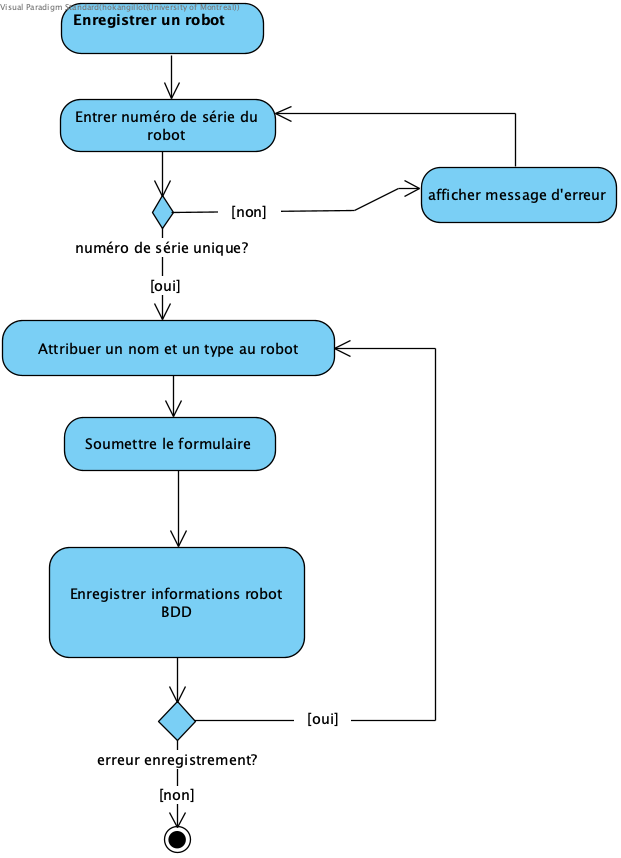 Visual Paradigm Standard(hokangillot(University of Montreal))
Enregistrer un robot
Entrer numéro de série du
robot
afficher message d'erreur
[non]
numéro de série unique?
[oui]
Attribuer un nom et un type au robot
Soumettre le formulaire
Enregistrer informations robot
BDD
[oui]
erreur enregistrement?
[non]